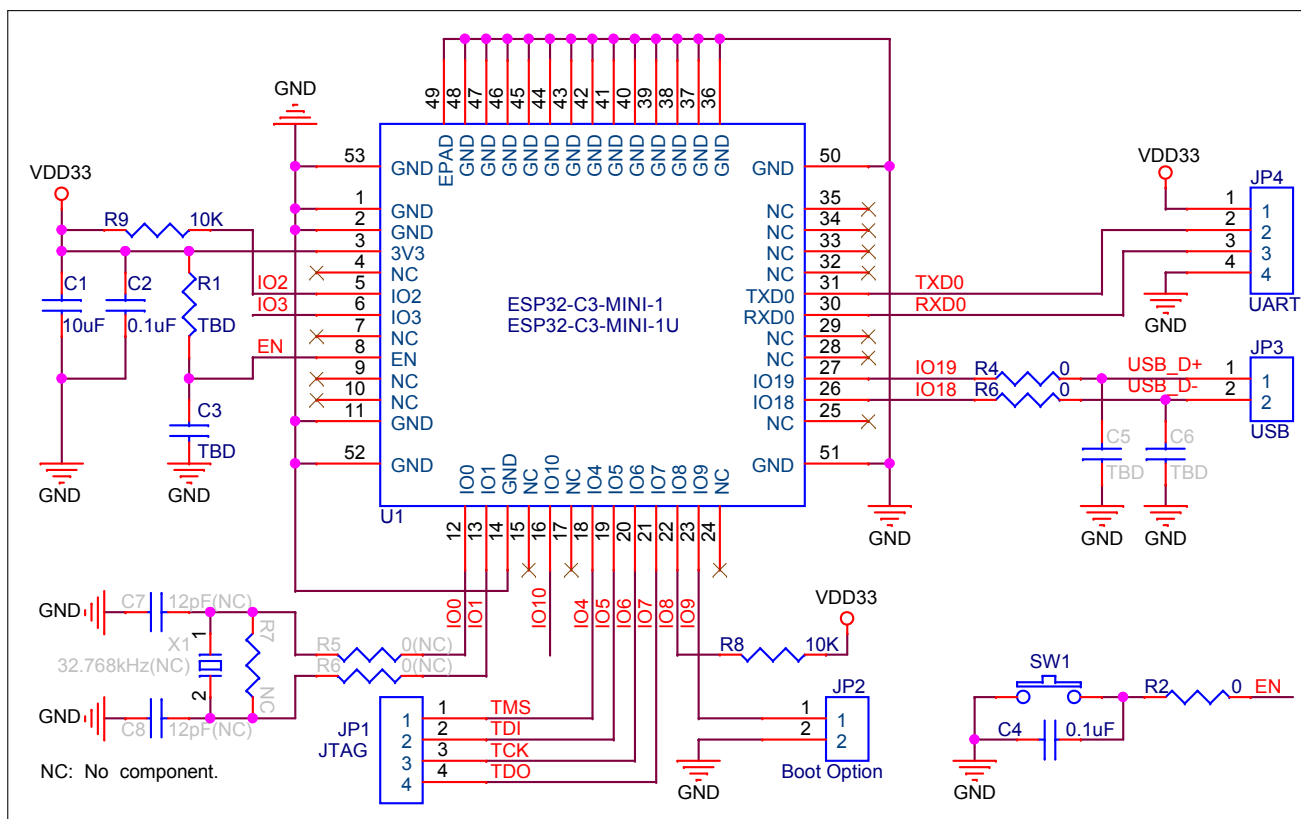 49 48 47 46 45 44 43 42 41 40 39 38 37 36
EPAD GND GND GND GND GND GND GND GND GND GND GND GND GND
GND
53 GND
GND 50
VDD33
R9 10K
1 GND
2 GND
3 3V3
4 NC
IO2 5 IO2
IO3 6 IO3
7 NC
EN 8 EN
9 NC
10 NC
11 GND
52 GND
C1
10uF
C2
0.1uF
R1
TBD
C3
TBD
GND
GND
ESP32-C3-MINI-1
ESP32-C3-MINI-1U
U1
NC 35
NC 34
NC 33
NC 32
TXD0 31 TXD0
RXD0 30 RXD0
NC 29
NC 28
IO19 27 IO19 R4 0 USB_D+
IO18 26 IO18 R6 0 USB_D-
NC 25
GND 51
GND
VDD33
JP4
1 1
2 2
3 3
4 4
UART
GND
JP3
1 1
2 2
USB
C5
TBD
C6
TBD
GND
GND
IO0 IO1 GND NC IO10 NC IO4 IO5 IO6 IO7 IO8 IO9 NC
12 13 14 15 16 17 18 19 20 21 22 23 24
IO0 IO1 IO10 IO4 IO5 IO6 IO7 IO8 IO9
GND C7 12pF(NC)
X1
1
32.768kHz(NC)
2
R7
NC
GND C8 12pF(NC)
R5 0(NC)
R6 0(NC)
NC: No component.
JP1
JTAG
1 1 TMS
2 2 TDI
3 3 TCK
4 4 TDO
VDD33
R8 10K
JP2
1 1
2 2
Boot Option
GND
SW1
R2 0 EN
C4 0.1uF
GND